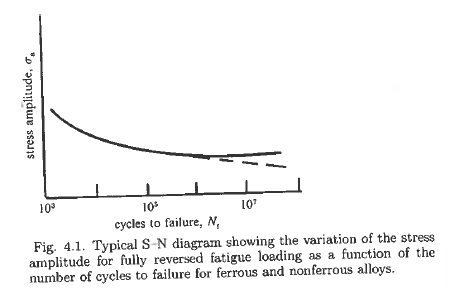 stress amplitude, σₐ
10³ 10⁵ 10⁷
cycles to failure, Nₜ
Fig. 4.1. Typical S–N diagram showing the variation of the stress
amplitude for fully reversed fatigue loading as a function of the
number of cycles to failure for ferrous and nonferrous alloys.